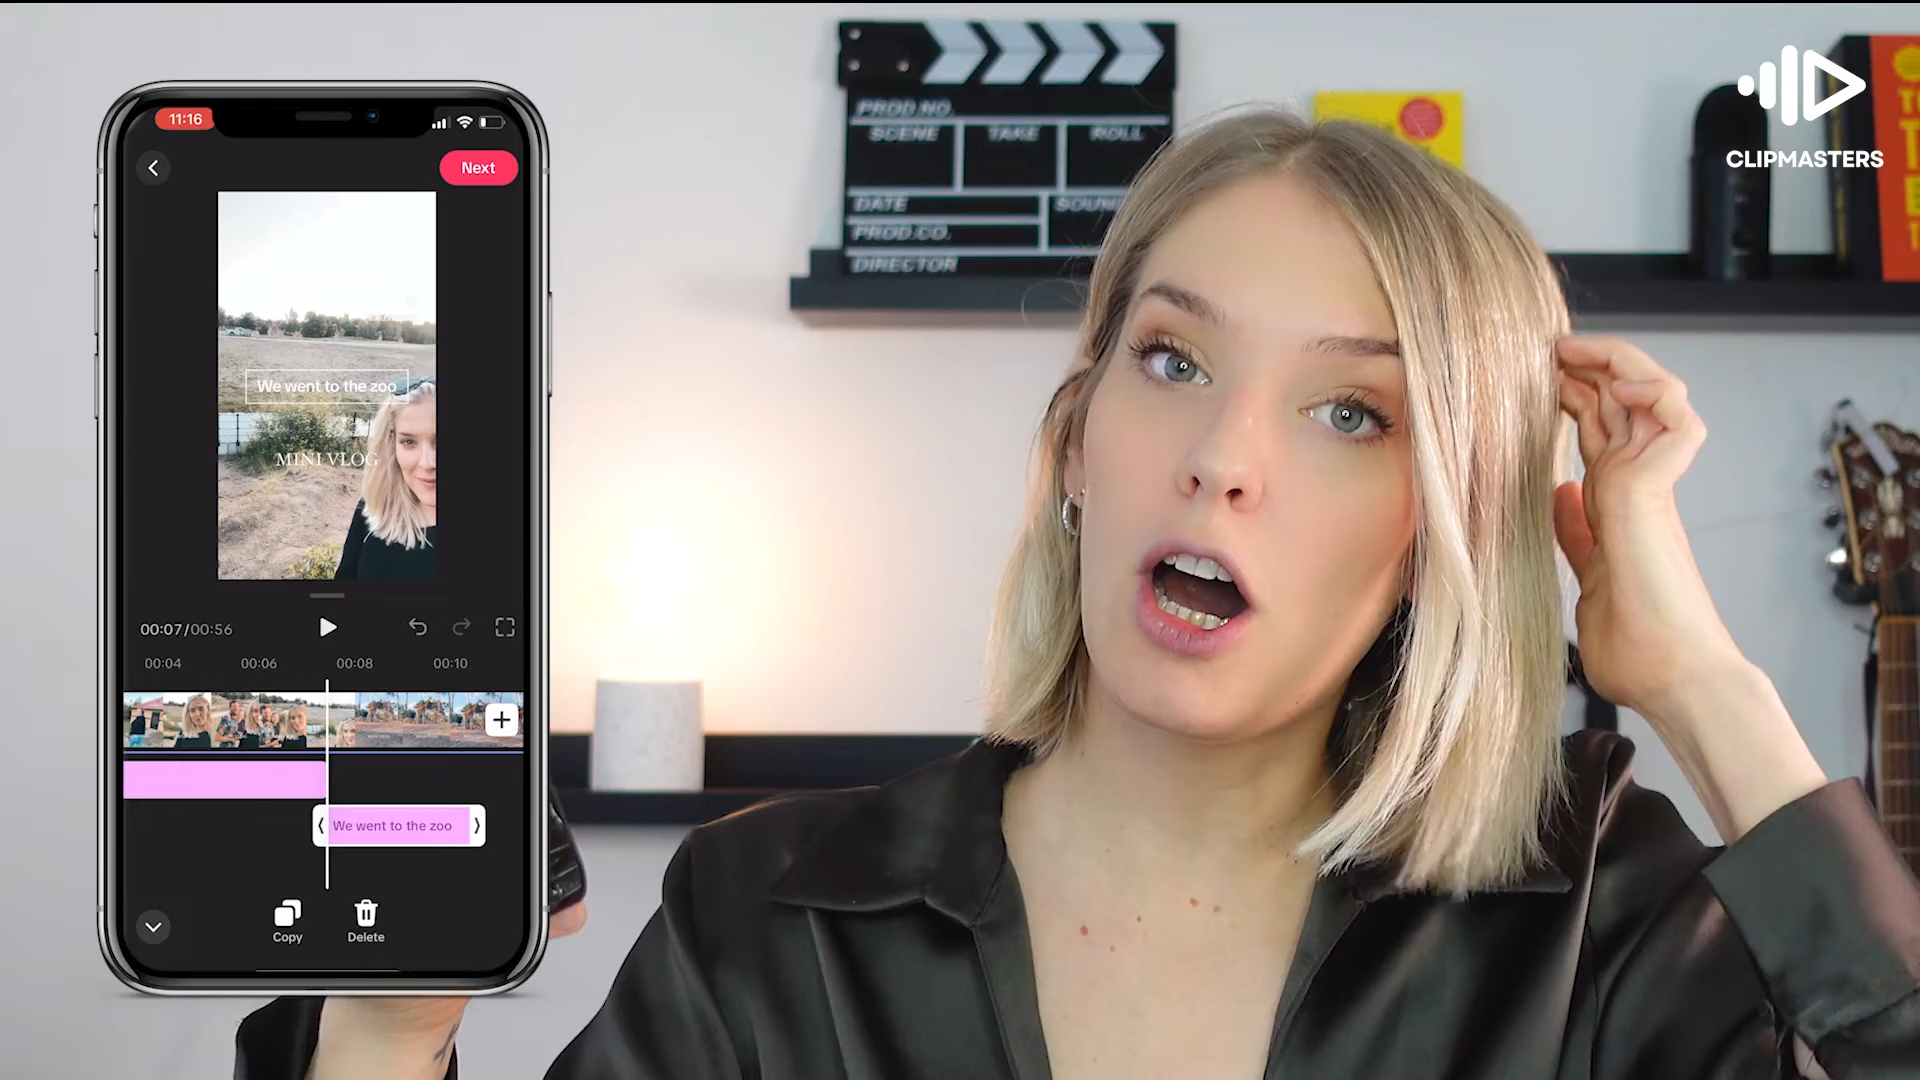 11:16
Next
We went to the zoo
MINI VLOG
00:07/00:56
00:04 00:06 00:08 00:10
We went to the zoo
Copy Delete
PROD.NO.
SCENE TAKE ROLL
DATE
PROD.CO.
DIRECTOR
CLIPMASTERS